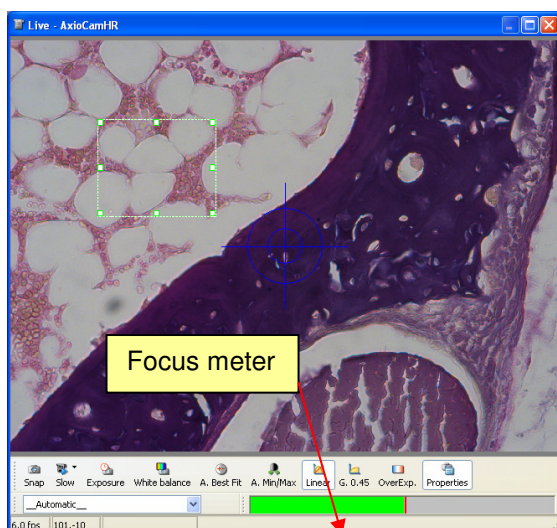 Live - AxioCamHR
Focus meter
Snap Slow Exposure White balance A. Best Fit A. Min/Max Linear G. 0.45 OverExp. Properties
__Automatic__
6.0 fps 101,-10